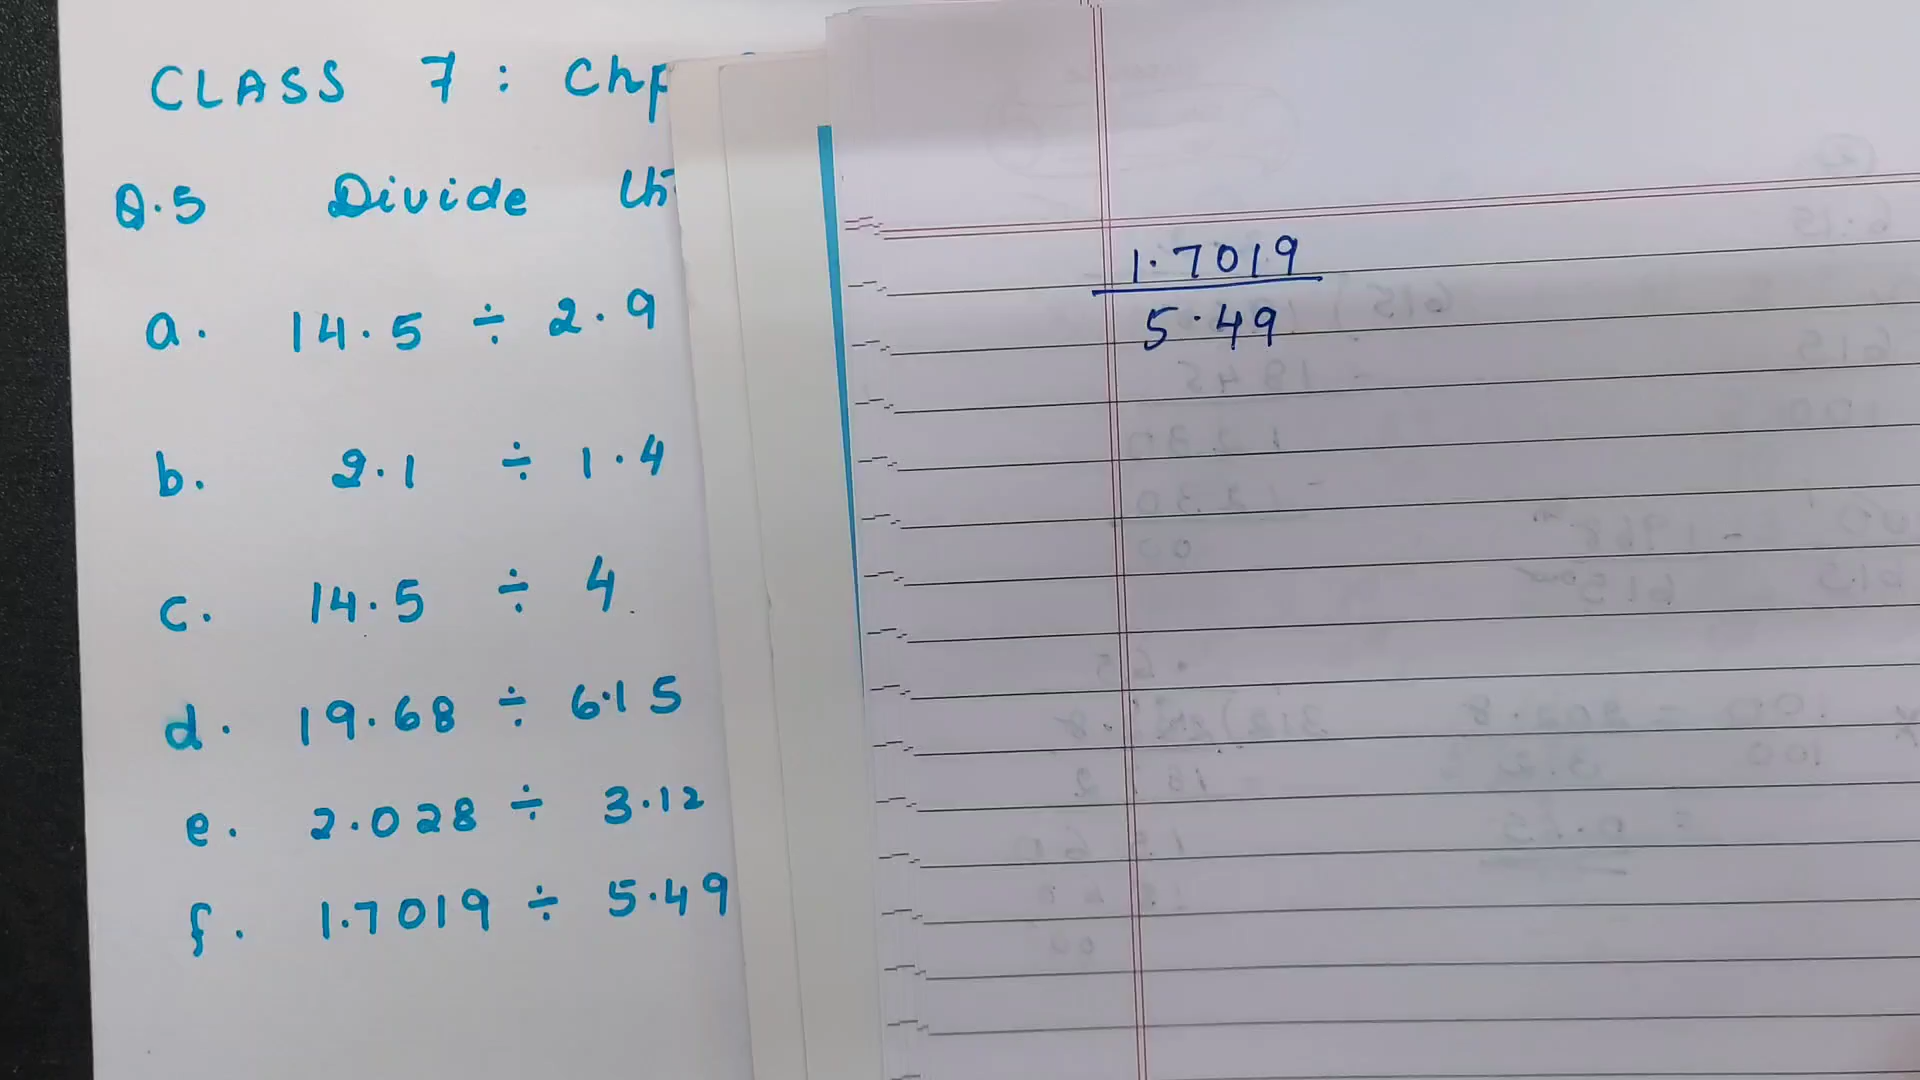 CLASS 7 : Chp
Q.5 Divide th
a. 14.5 ÷ 2.9
b. 2.1 ÷ 1.4
c. 14.5 ÷ 4
d. 19.68 ÷ 6.15
e. 2.028 ÷ 3.12
f. 1.7019 ÷ 5.49
1.7019
5.49